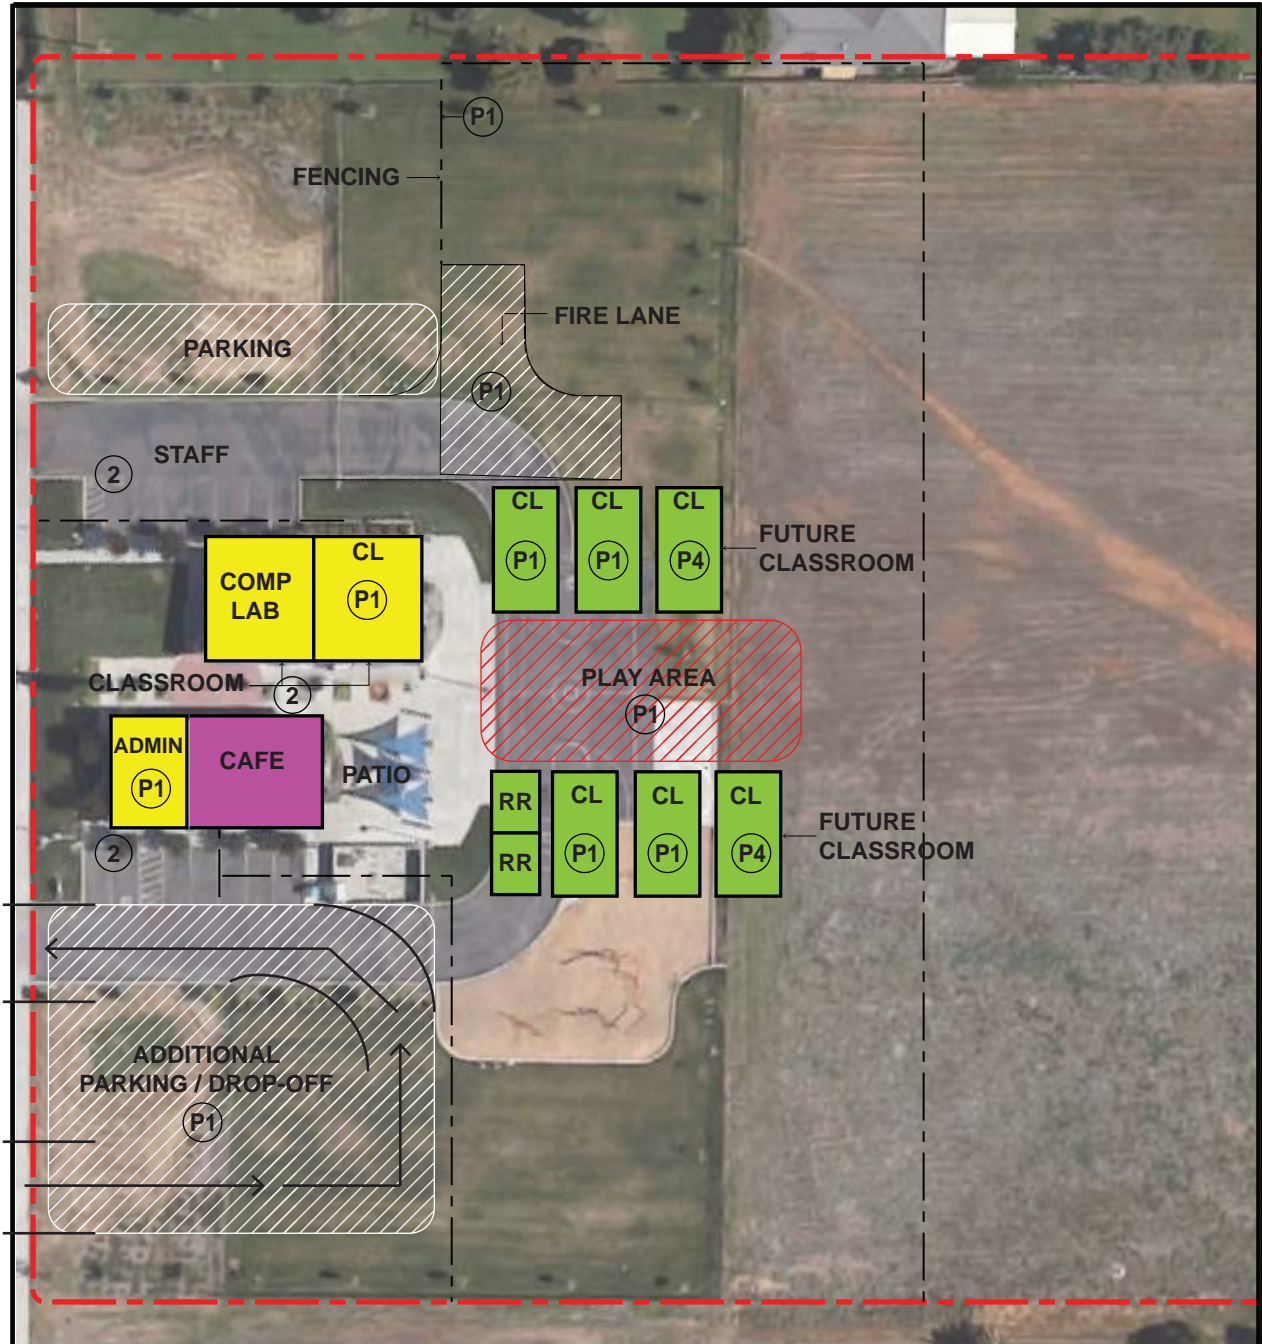 P1
FENCING
FIRE LANE
PARKING
P1
STAFF
2
CL
CL
CL
P1
P1
P4
FUTURE
CLASSROOM
COMP
LAB
CL
P1
CLASSROOM
2
PLAY AREA
P1
ADMIN
P1
CAFE
PATIO
2
RR
RR
CL
P1
CL
P1
CL
P4
FUTURE
CLASSROOM
ADDITIONAL
PARKING / DROP-OFF
P1